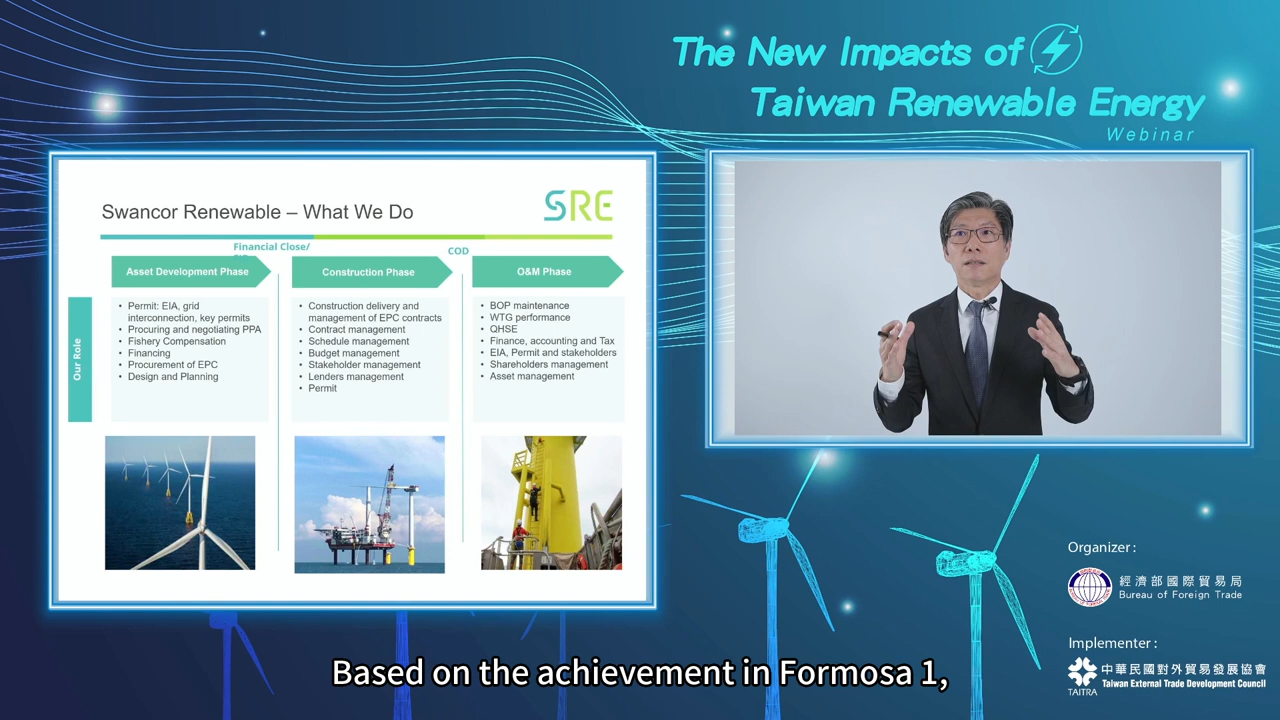 The New Impacts of
Taiwan Renewable Energy
Webinar
Swancor Renewable – What We Do
SRE
Financial Close/
COD
Asset Development Phase
Construction Phase
O&M Phase
Our Role
• Permit: EIA, grid
interconnection, key permits
• Procuring and negotiating PPA
• Fishery Compensation
• Financing
• Procurement of EPC
• Design and Planning
• Construction delivery and
management of EPC contracts
• Contract management
• Schedule management
• Budget management
• Stakeholder management
• Lenders management
• Permit
• BOP maintenance
• WTG performance
• QHSE
• Finance, accounting and Tax
• EIA, Permit and stakeholders
• Shareholders management
• Asset management
Organizer :
經濟部國際貿易局
Bureau of Foreign Trade
Implementer :
中華民國對外貿易發展協會
Taiwan External Trade Development Council
TAITRA
Based on the achievement in Formosa 1,